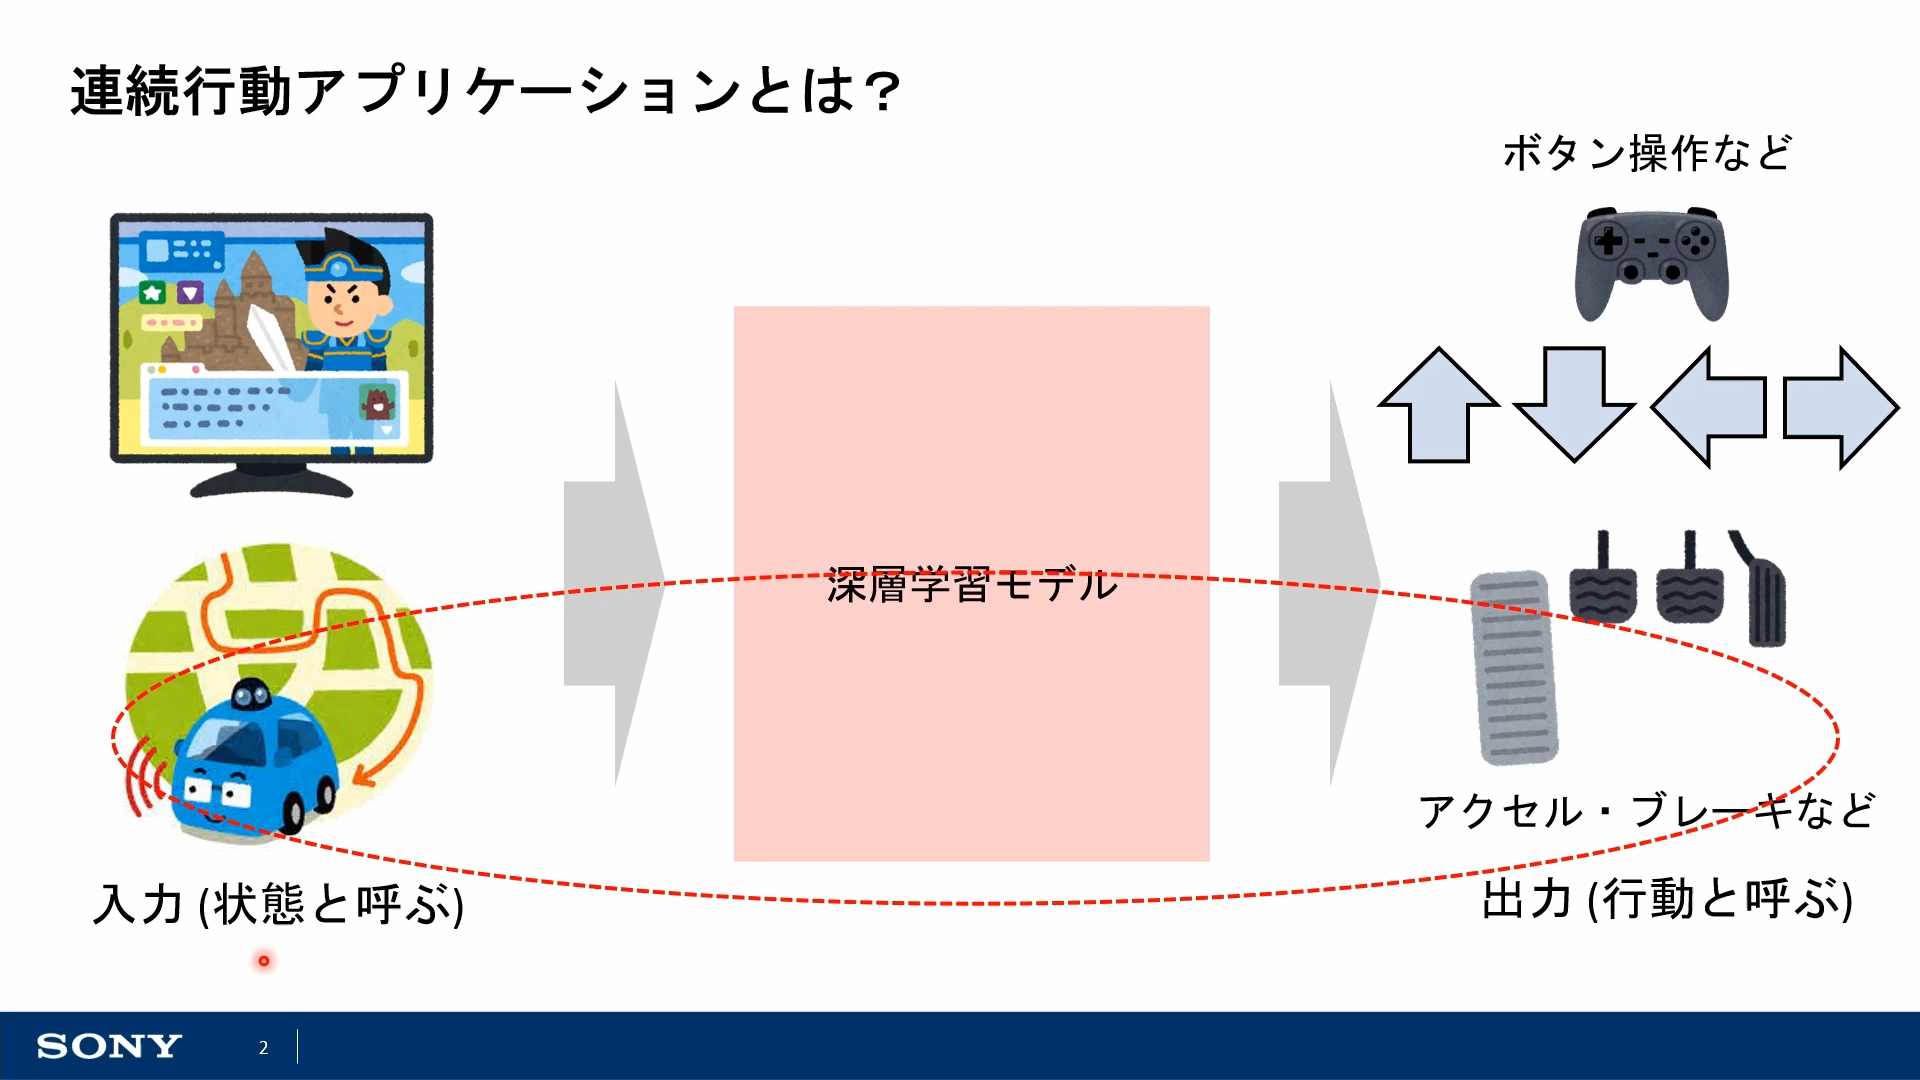 連続行動アプリケーションとは？
ボタン操作など
深層学習モデル
アクセル・ブレーキなど
入力 (状態と呼ぶ)
出力 (行動と呼ぶ)
SONY
2